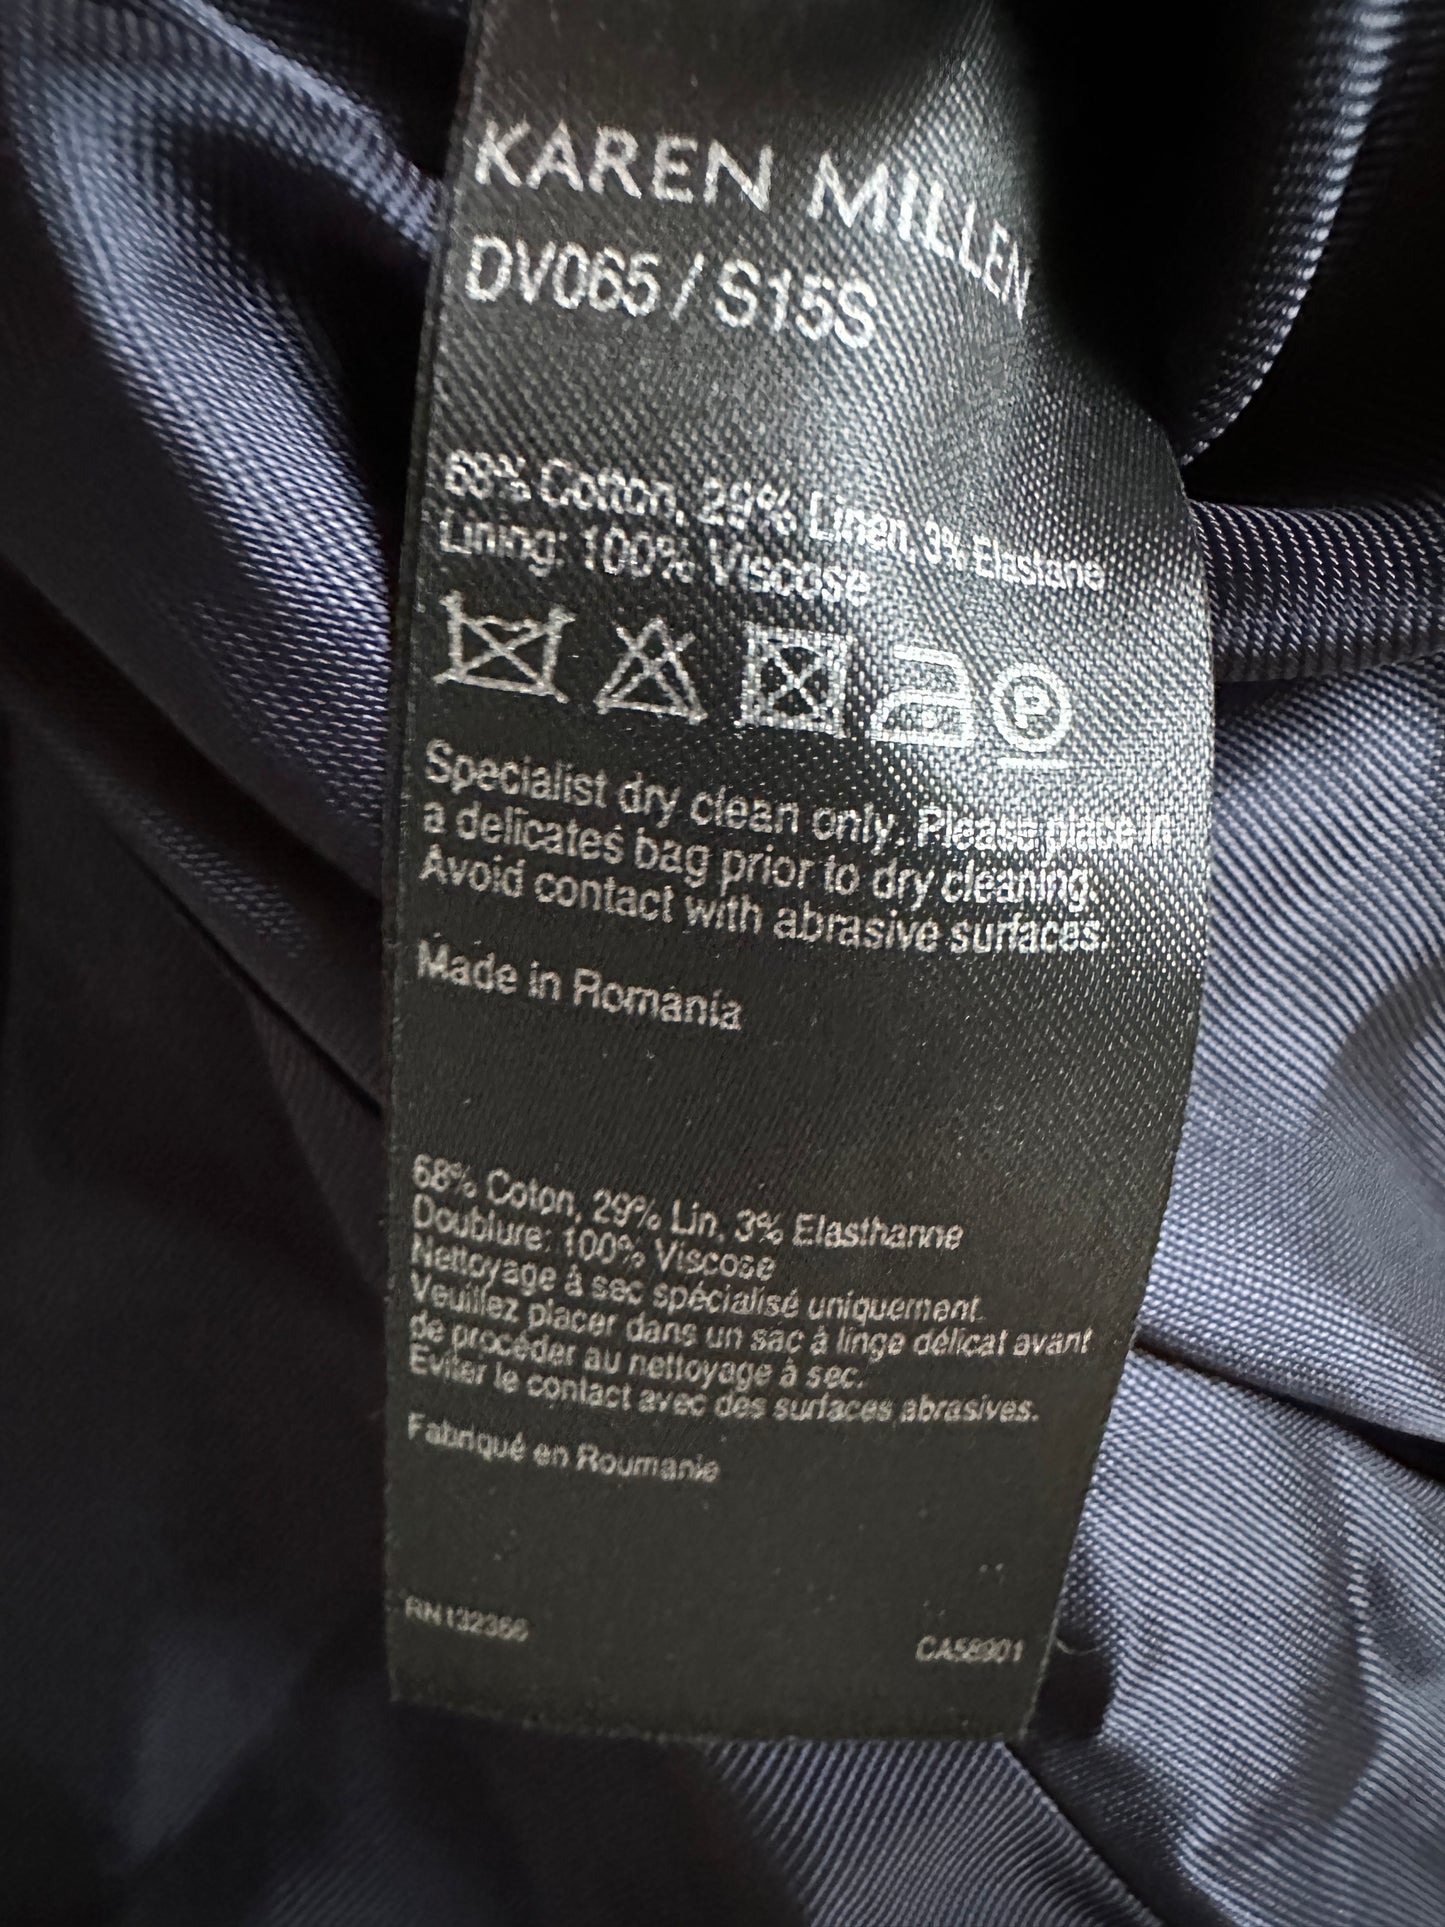 KAREN MILLEN
DV065 / S15S
68% Cotton, 29% Linen, 3% Elastane
Lining: 100% Viscose
P
Specialist dry clean only. Please place in
a delicates bag prior to dry cleaning.
Avoid contact with abrasive surfaces.
Made in Romania
68% Coton, 29% Lin, 3% Elasthanne
Doublure: 100% Viscose
Nettoyage à sec spécialisé uniquement.
Veuillez placer dans un sac à linge délicat avant
de procéder au nettoyage à sec.
Eviter le contact avec des surfaces abrasives.
Fabriqué en Roumanie
RN132366
CA58901